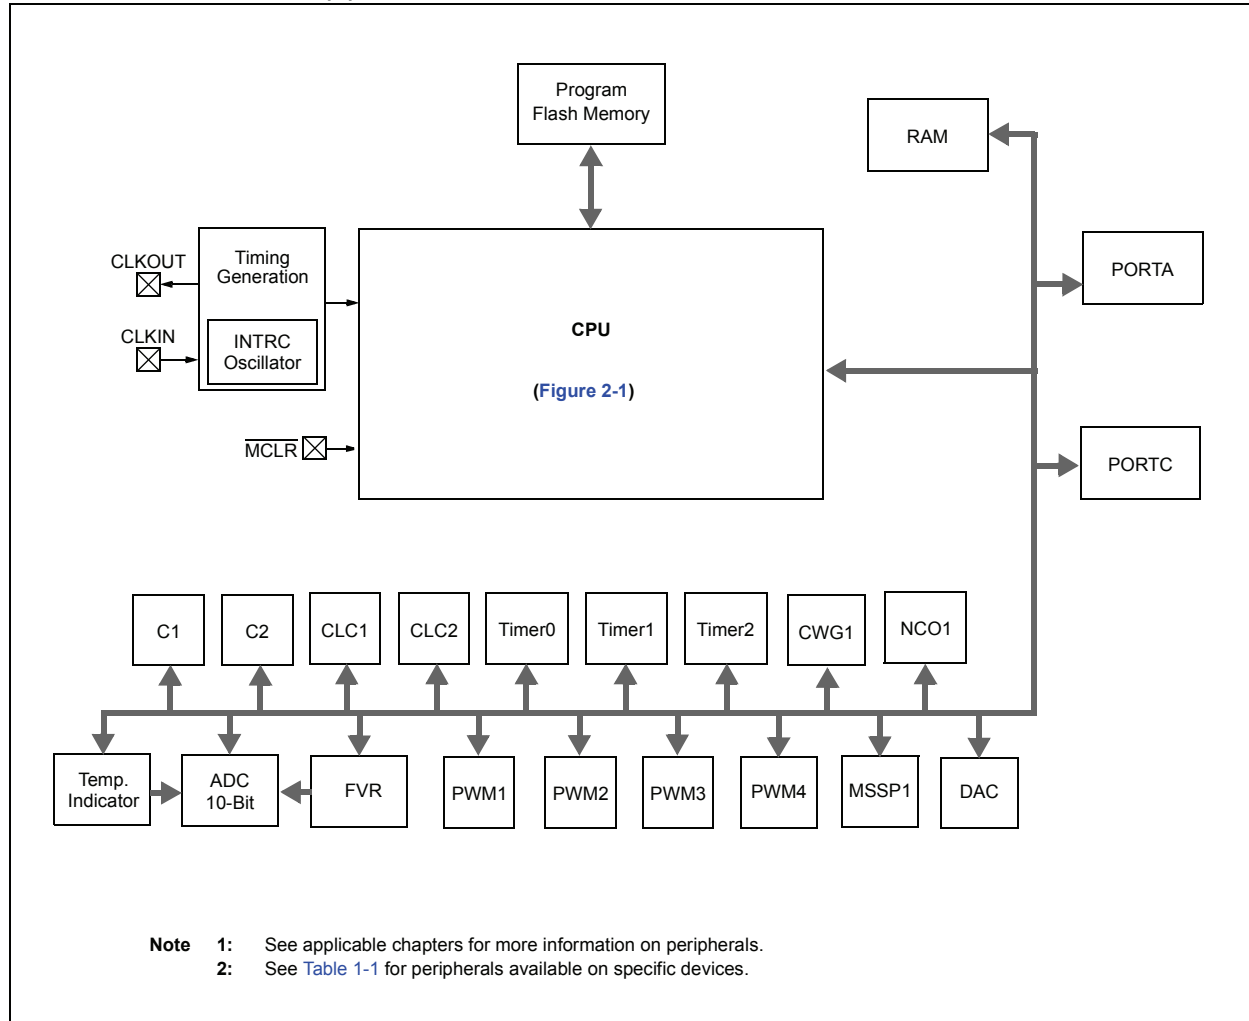 Program
Flash Memory
RAM
Timing
Generation
CLKOUT
PORTA
CLKIN
INTRC
Oscillator
CPU
(Figure 2-1)
MCLR
PORTC
C1
C2
CLC1
CLC2
Timer0
Timer1
Timer2
CWG1
NCO1
Temp.
Indicator
ADC
10-Bit
FVR
PWM1
PWM2
PWM3
PWM4
MSSP1
DAC
Note 1: See applicable chapters for more information on peripherals.
2: See Table 1-1 for peripherals available on specific devices.